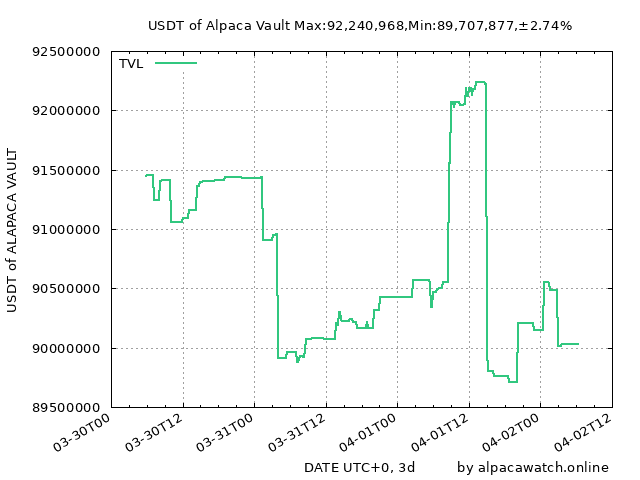 USDT of Alpaca Vault Max:92,240,968,Min:89,707,877,±2.74%
TVL
92500000
92000000
91500000
91000000
90500000
90000000
89500000
USDT of ALAPACA VAULT
03-30T00
03-30T12
03-31T00
03-31T12
04-01T00
04-01T12
04-02T00
04-02T12
DATE UTC+0, 3d
by alpacawatch.online